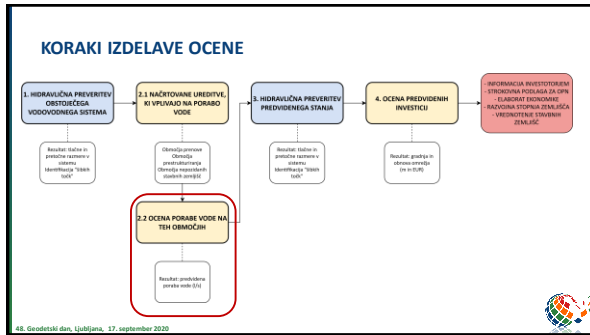 KORAKI IZDELAVE OCENE
1. HIDRAVLIČNA PREVERITEV
OBSTOJEČEGA
VODOVODNEGA SISTEMA
2.1 NAČRTOVANE UREDITVE,
KI VPLIVAJO NA PORABO
VODE
3. HIDRAVLIČNA PREVERITEV
PREDVIDENEGA STANJA
4. OCENA PREDVIDENIH
INVESTICIJ
- INFORMACIJA INVESTOTORJEM
- STROKOVNA PODLAGA ZA OPN
- ELABORAT EKONOMIKE
- RAZVOJNA STOPNJA ZEMLJIŠČA
- VREDNOTENJE STAVBNIH
ZEMLJIŠČ
Rezultat: tlačne in
pretočne razmere v
sistemu
Identifikacija "šibkih
točk"
Območja prenove
Območja
prestrukturiranja
Območja nepozidanih
stavbnih zemljišč
Rezultat: tlačne in
pretočne razmere v
sistemu
Identifikacija "šibkih
točk"
Rezultat: gradnja in
obnova omrežja
(m in EUR)
2.2 OCENA PORABE VODE NA
TEH OBMOČJIH
Rezultat: predvidena
poraba vode (l/s)
48. Geodetski dan, Ljubljana, 17. september 2020